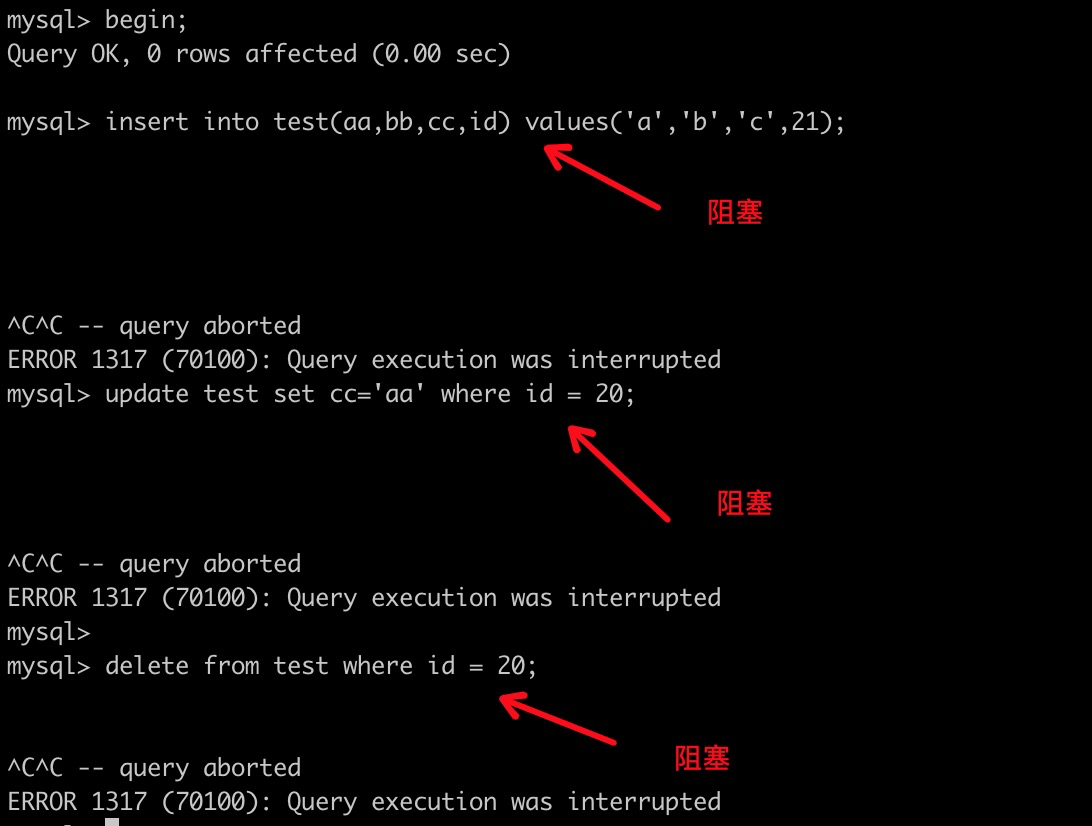 mysql> begin;
Query OK, 0 rows affected (0.00 sec)
mysql> insert into test(aa,bb,cc,id) values('a','b','c',21);
阻塞
^C^C -- query aborted
ERROR 1317 (70100): Query execution was interrupted
mysql> update test set cc='aa' where id = 20;
阻塞
^C^C -- query aborted
ERROR 1317 (70100): Query execution was interrupted
mysql>
mysql> delete from test where id = 20;
阻塞
^C^C -- query aborted
ERROR 1317 (70100): Query execution was interrupted